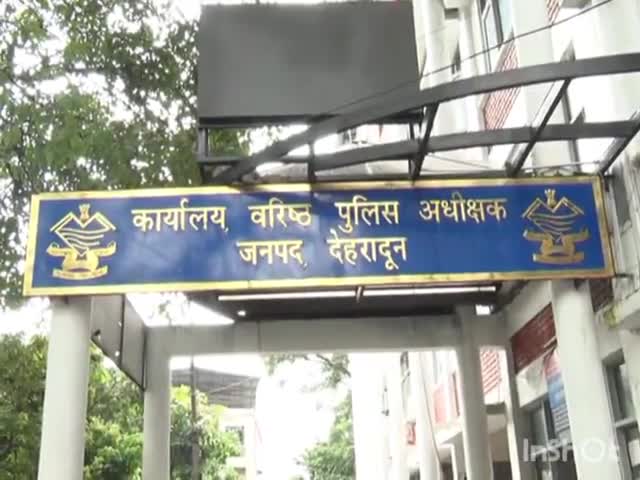 कार्यालय, वरिष्ठ पुलिस अधीक्षक
जनपद, देहरादून
InShOt